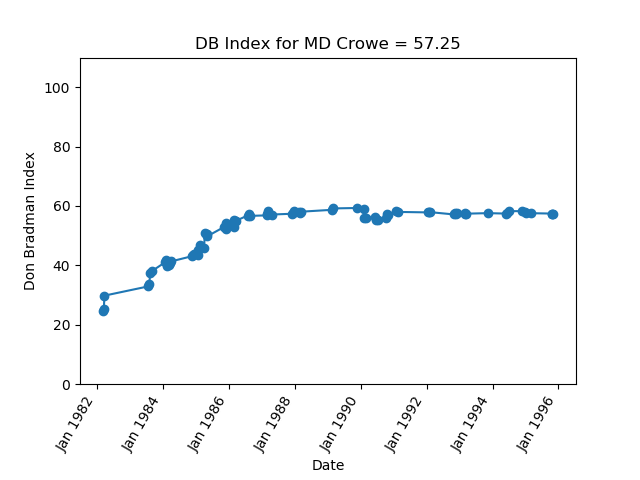 DB Index for MD Crowe = 57.25
100
80
60
40
20
0
Don Bradman Index
Jan 1982
Jan 1984
Jan 1986
Jan 1988
Jan 1990
Jan 1992
Jan 1994
Jan 1996
Date